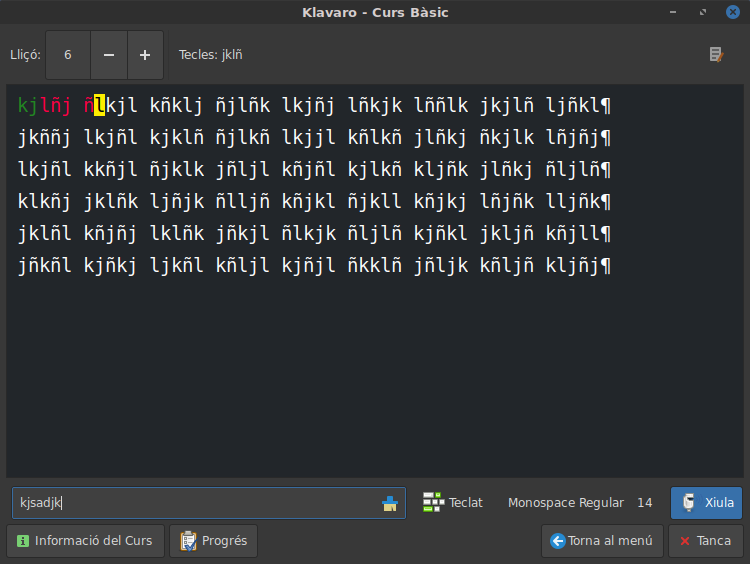 Klavaro - Curs Bàsic
Lliçó: 6 − + Tecles: jklñ
kjlñj ñlkjl kñklj ñjlñk lkjñj lñkjk lññlk jkjlñ ljñkl¶
jkññj lkjñl kjklñ ñjlkñ lkjjl kñlkñ jlñkj ñkjlk lñjñj¶
lkjñl kkñjl ñjklk jñljl kñjñl kjlkñ kljñk jlñkj ñljlñ¶
klkñj jklñk ljñjk ñlljñ kñjkl ñjkll kñjkj lñjñk lljñk¶
jklñl kñjñj lklñk jñkjl ñlkjk ñljlñ kjñkl jkljñ kñjll¶
jñkñl kjñkj ljkñl kñljl kjñjl ñkklñ jñljk kñljñ kljñj¶
kjsadjk Teclat Monospace Regular 14 Xiula
Informació del Curs Progrés Torna al menú Tanca